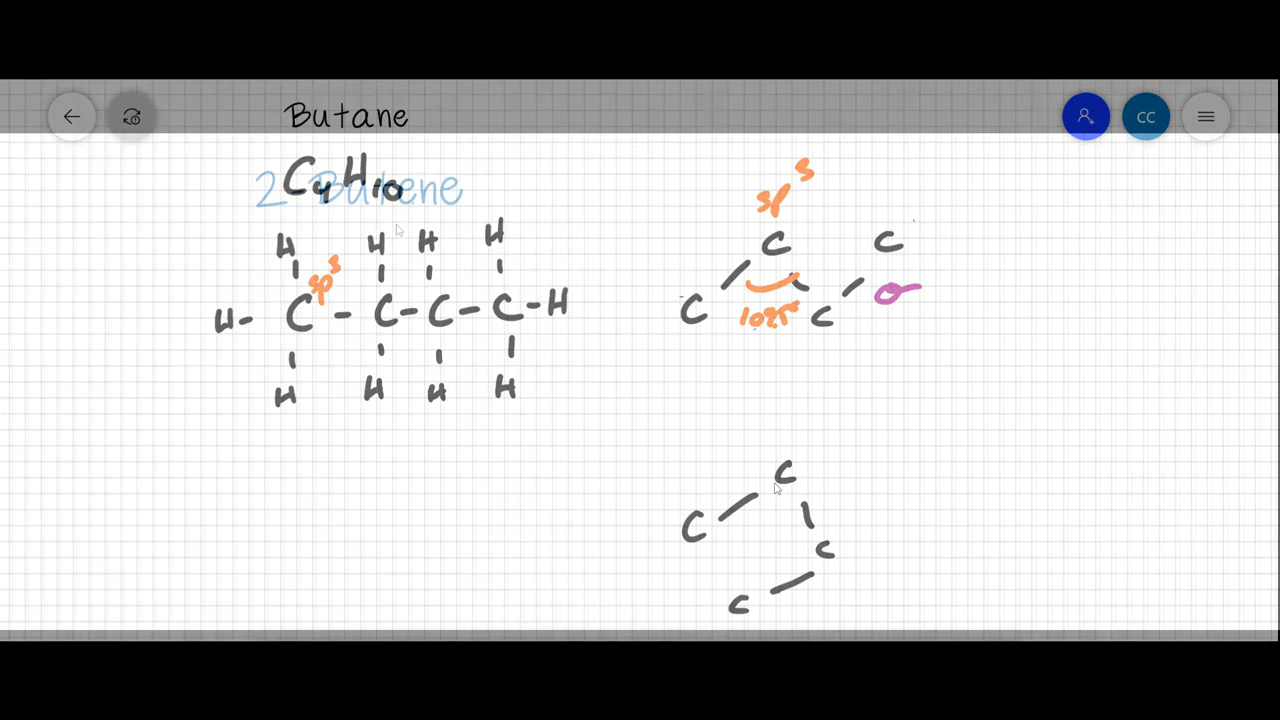 Butane
CC
C4H10
2 Butene
H H H H
sp3
H - C - C - C - C - H
H H H H
sp3
C C
C C
109.5°
C
C
C
C